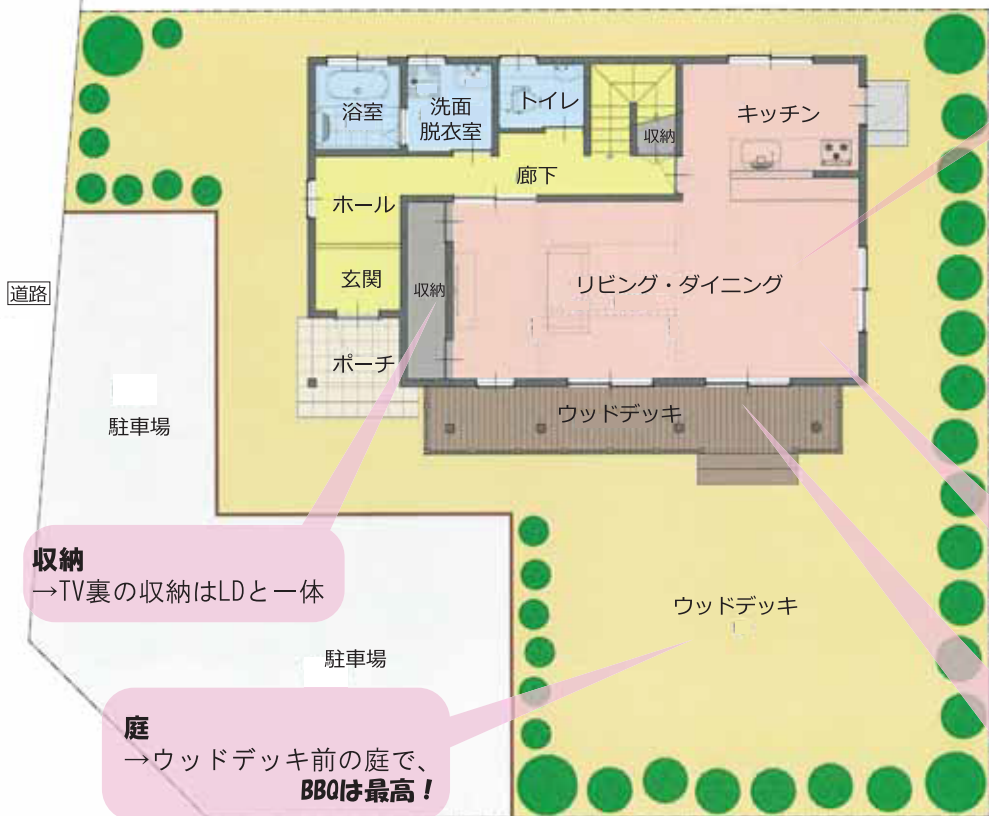 浴室
洗面
脱衣室
トイレ
収納
キッチン
廊下
ホール
玄関
収納
リビング・ダイニング
道路
ポーチ
駐車場
ウッドデッキ
収納
→TV裏の収納はLDと一体
ウッドデッキ
駐車場
庭
→ウッドデッキ前の庭で、
BBQは最高！